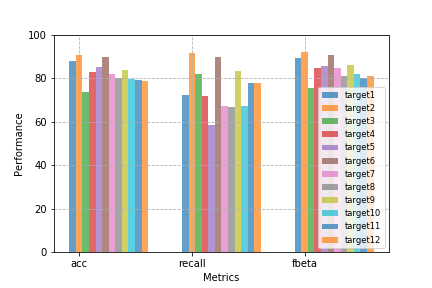 100
80
60
40
20
0
Performance
acc
recall
fbeta
Metrics
target1
target2
target3
target4
target5
target6
target7
target8
target9
target10
target11
target12